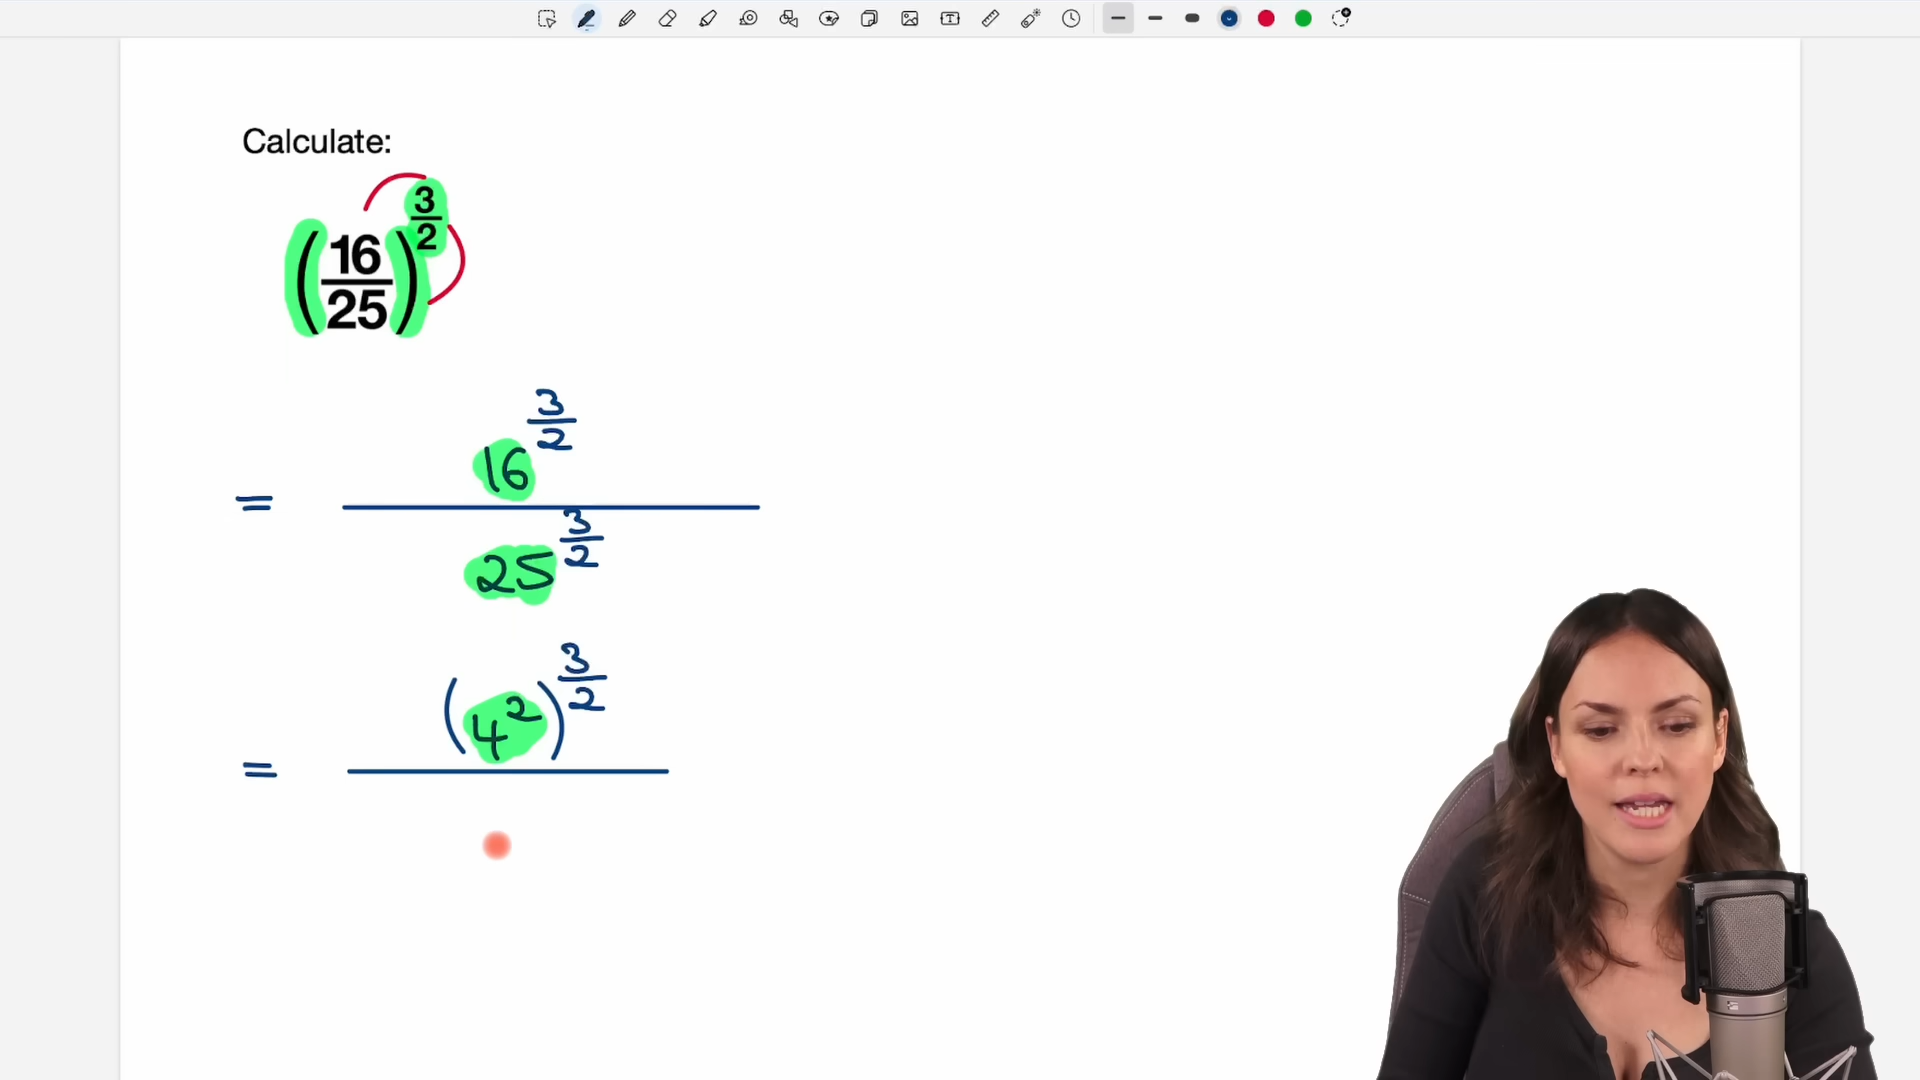 Calculate:
(16/25)^(3/2)
= 16^(3/2)
25^(3/2)
= (4^2)^(3/2)